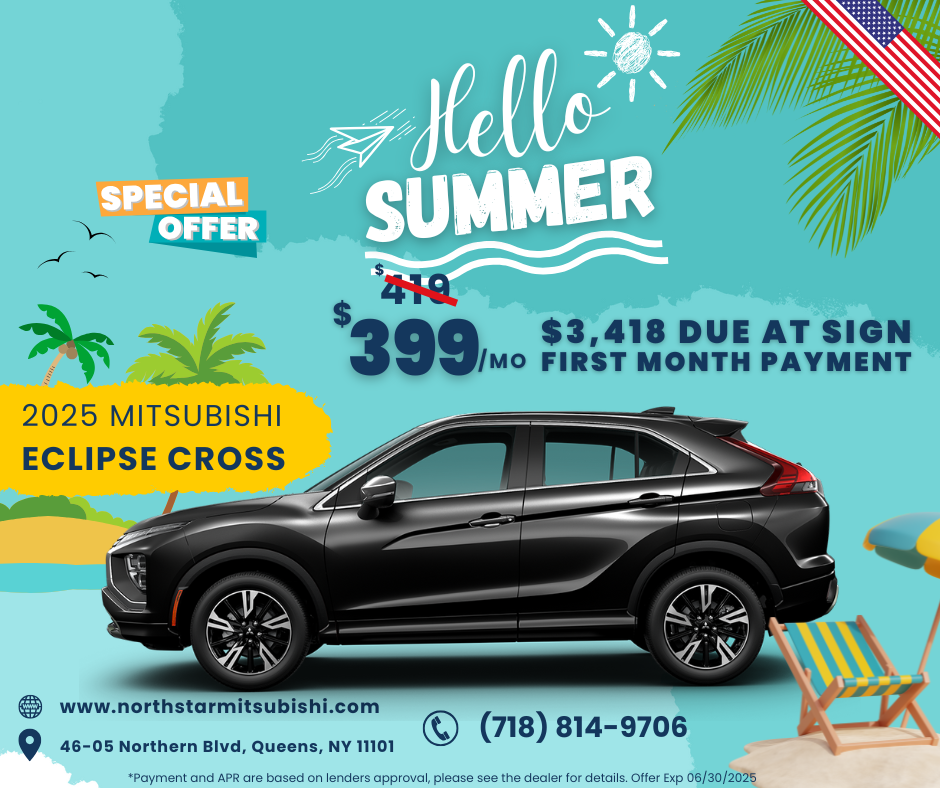 Hello
SUMMER
SPECIAL
OFFER
$419
$399/MO
$3,418 DUE AT SIGN
FIRST MONTH PAYMENT
2025 MITSUBISHI
ECLIPSE CROSS
www.northstarmitsubishi.com
46-05 Northern Blvd, Queens, NY 11101
(718) 814-9706
*Payment and APR are based on lenders approval, please see the dealer for details. Offer Exp 06/30/2025